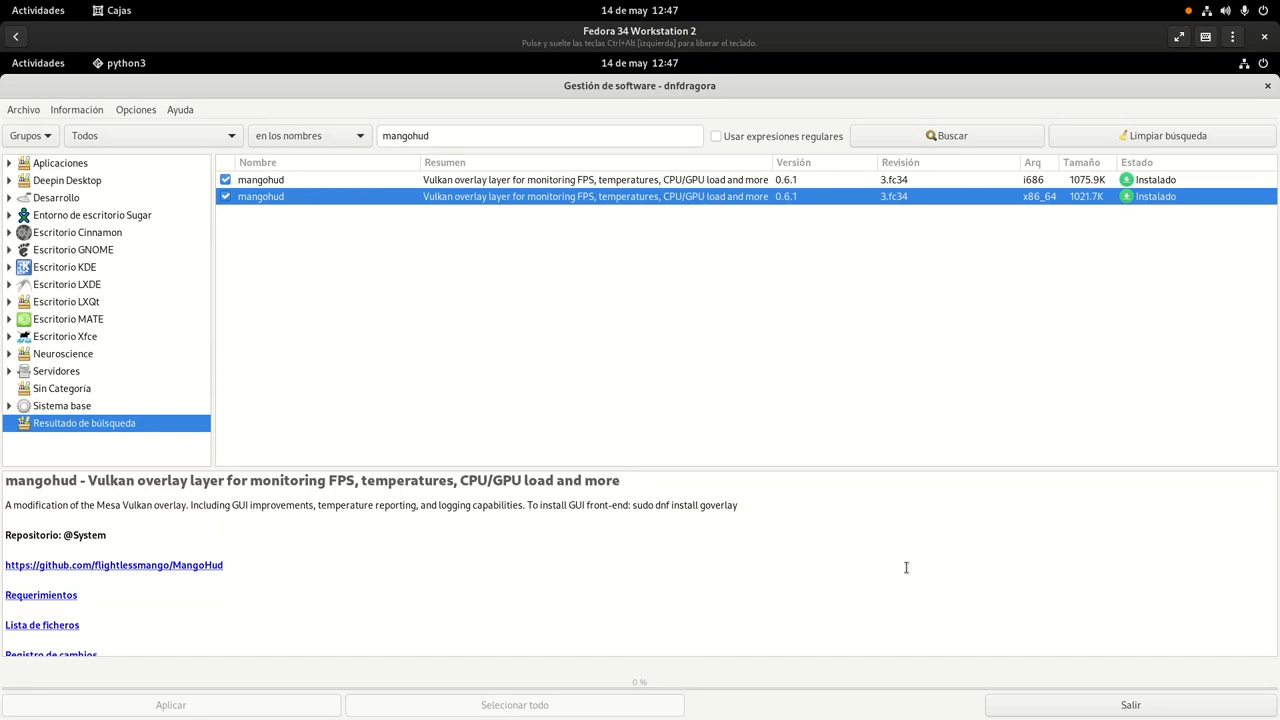 Actividades Cajas 14 de may 12:47
Fedora 34 Workstation 2
Pulse y suelte las teclas Ctrl+Alt [izquierda] para liberar el teclado.
Actividades python3 14 de may 12:47
Gestión de software - dnfdragora
Archivo Información Opciones Ayuda
Grupos Todos en los nombres mangohud Usar expresiones regulares Buscar Limpiar búsqueda
Nombre Resumen Versión Revisión Arq Tamaño Estado
mangohud Vulkan overlay layer for monitoring FPS, temperatures, CPU/GPU load and more 0.6.1 3.fc34 i686 1075.9K Instalado
mangohud Vulkan overlay layer for monitoring FPS, temperatures, CPU/GPU load and more 0.6.1 3.fc34 x86_64 1021.7K Instalado
Aplicaciones
Deepin Desktop
Desarrollo
Entorno de escritorio Sugar
Escritorio Cinnamon
Escritorio GNOME
Escritorio KDE
Escritorio LXDE
Escritorio LXQt
Escritorio MATE
Escritorio Xfce
Neuroscience
Servidores
Sin Categoría
Sistema base
Resultado de búlsqueda
mangohud - Vulkan overlay layer for monitoring FPS, temperatures, CPU/GPU load and more
A modification of the Mesa Vulkan overlay. Including GUI improvements, temperature reporting, and logging capabilities. To install GUI front-end: sudo dnf install goverlay
Repositorio: @System
https://github.com/flightlessmango/MangoHud
Requerimientos
Lista de ficheros
Registro de cambios
0 %
Aplicar Selecionar todo Salir